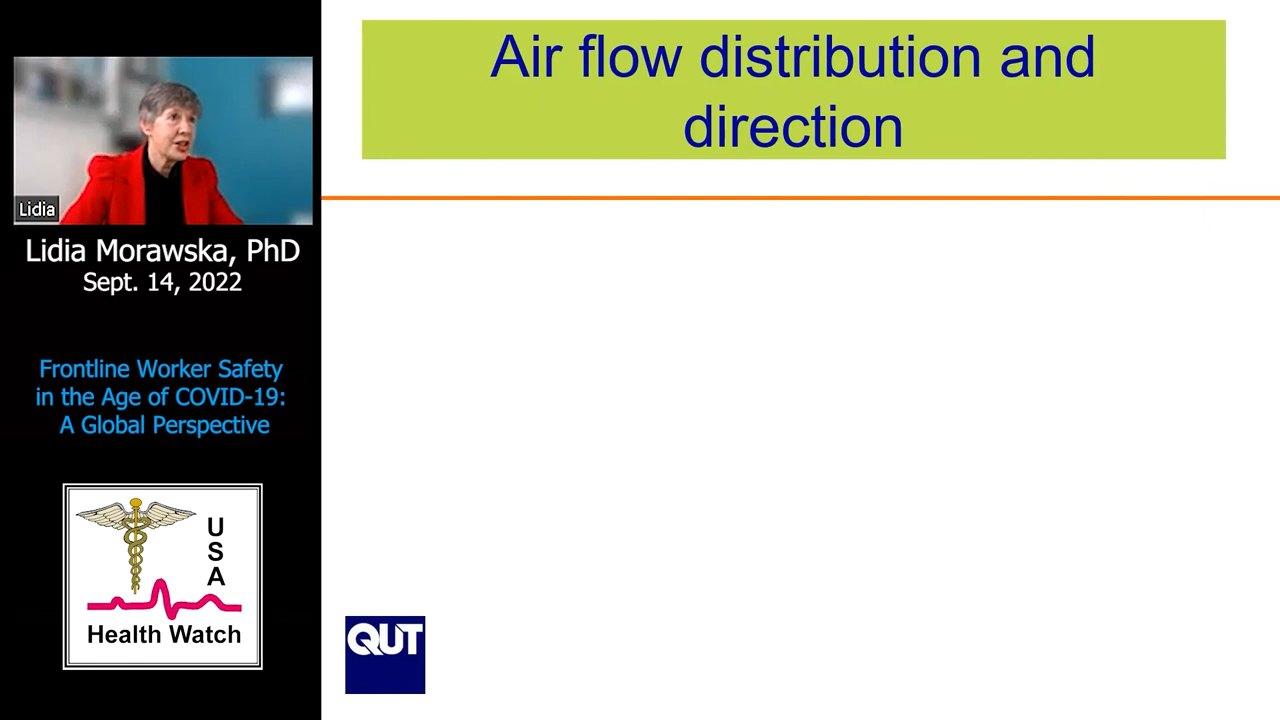 Air flow distribution and
direction
Lidia
Lidia Morawska, PhD
Sept. 14, 2022
Frontline Worker Safety
in the Age of COVID-19:
A Global Perspective
U
S
A
Health Watch
QUT